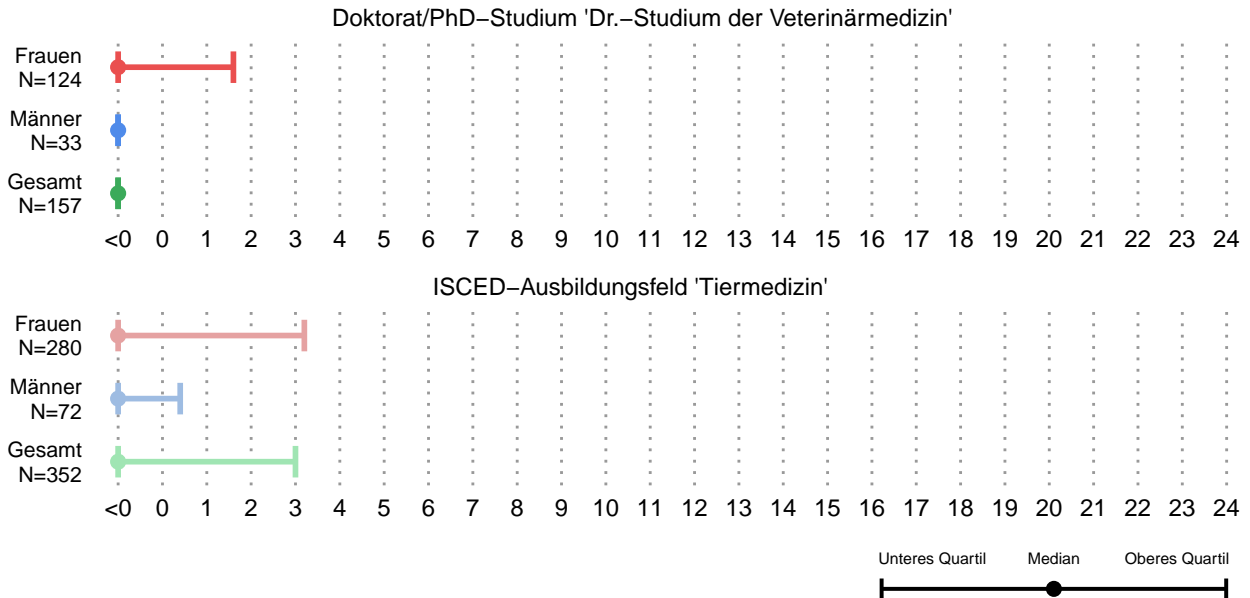 Doktorat/PhD−Studium 'Dr.−Studium der Veterinärmedizin'
Frauen
N=124
Männer
N=33
Gesamt
N=157
<0 0 1 2 3 4 5 6 7 8 9 10 11 12 13 14 15 16 17 18 19 20 21 22 23 24
ISCED−Ausbildungsfeld 'Tiermedizin'
Frauen
N=280
Männer
N=72
Gesamt
N=352
<0 0 1 2 3 4 5 6 7 8 9 10 11 12 13 14 15 16 17 18 19 20 21 22 23 24
Unteres Quartil Median Oberes Quartil